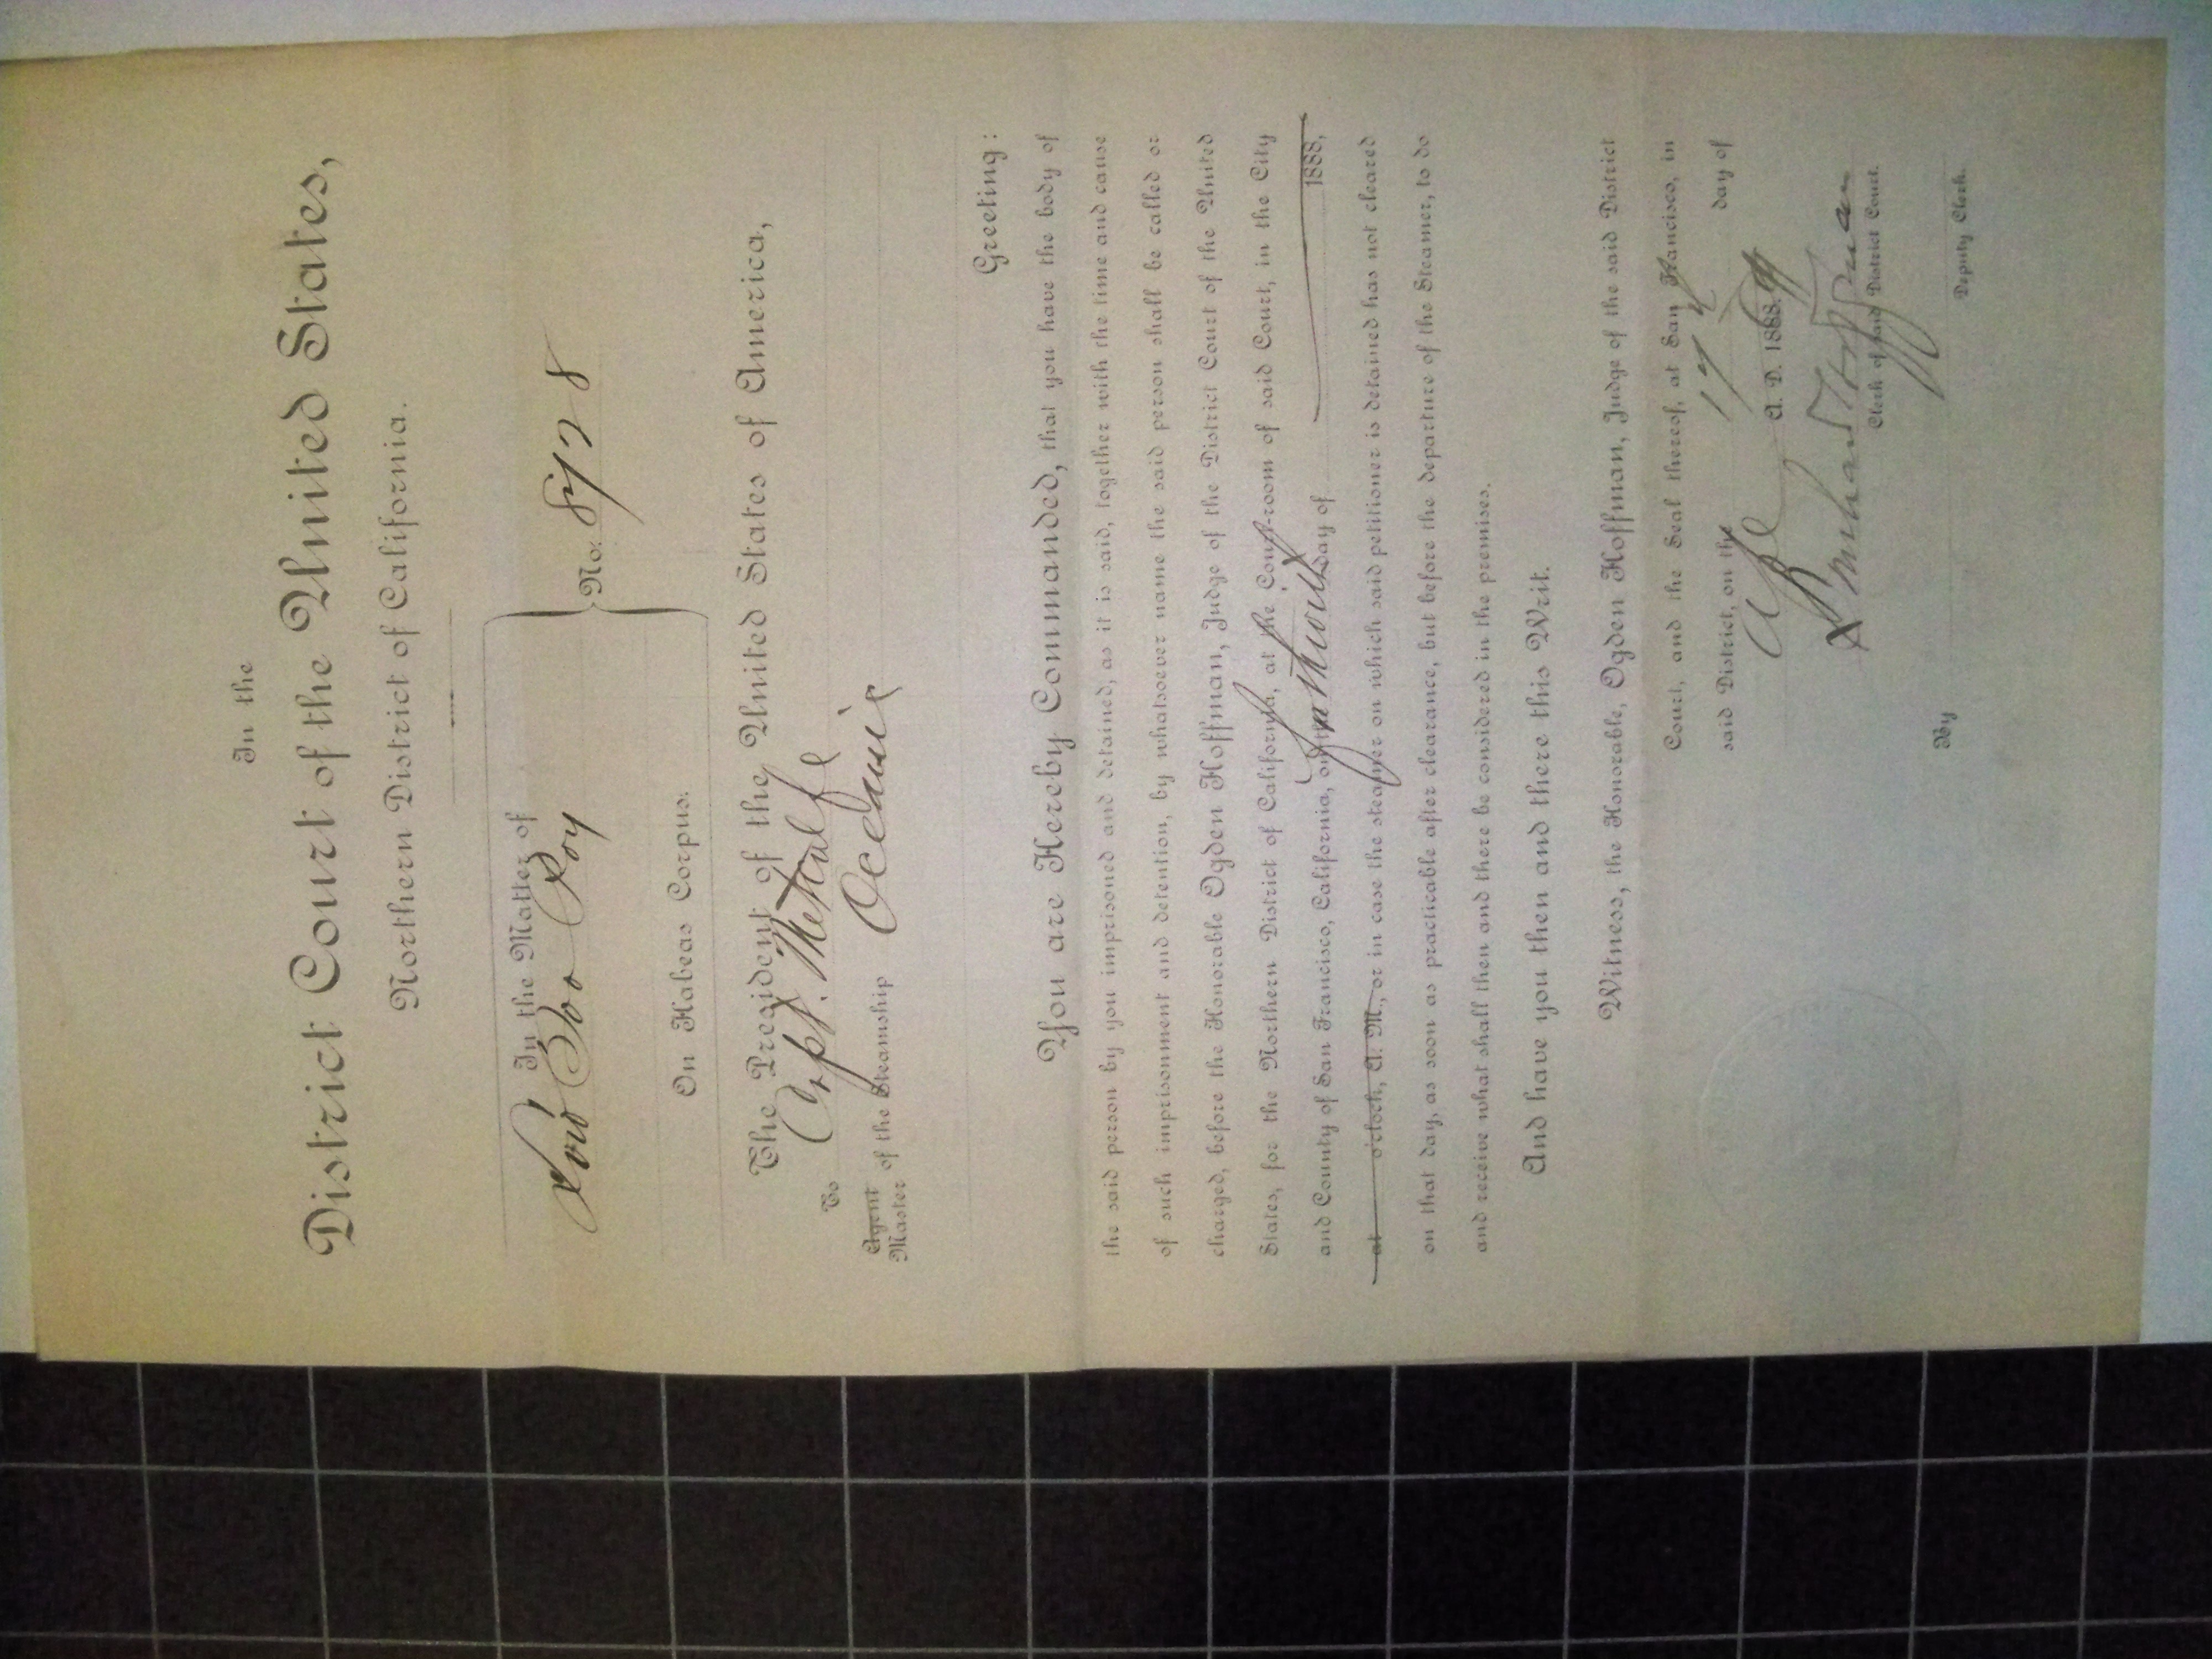 In the
District Court of the United States,
Northern District of California.
In the Matter of
On Habeas Corpus.
No. 8728
The President of the United States of America,
To Capt. Metcalfe
Agent
Master of the Steamship Oceanic
Greeting:
You are Hereby Commanded, that you have the body of
the said person by you imprisoned and detained, as it is said, together with the time and cause
of such imprisonment and detention, by whatsoever name the said person shall be called or
charged, before the Honorable Ogden Hoffman, Judge of the District Court of the United
States, for the Northern District of California, at the Court-room of said Court, in the City
and County of San Francisco, California, on forthwith day of 1888,
at o'clock, A. M., or in case the steamer on which said petitioner is detained has not cleared
on that day, as soon as practicable after clearance, but before the departure of the Steamer, to do
and receive what shall then and there be considered in the premises.
And have you then and there this Writ.
Witness, the Honorable, Ogden Hoffman, Judge of the said District
Court, and the Seal thereof, at San Francisco, in
said District, on the 17 day of
A. D. 1888.
Clerk of said District Court.
By
Deputy Clerk.